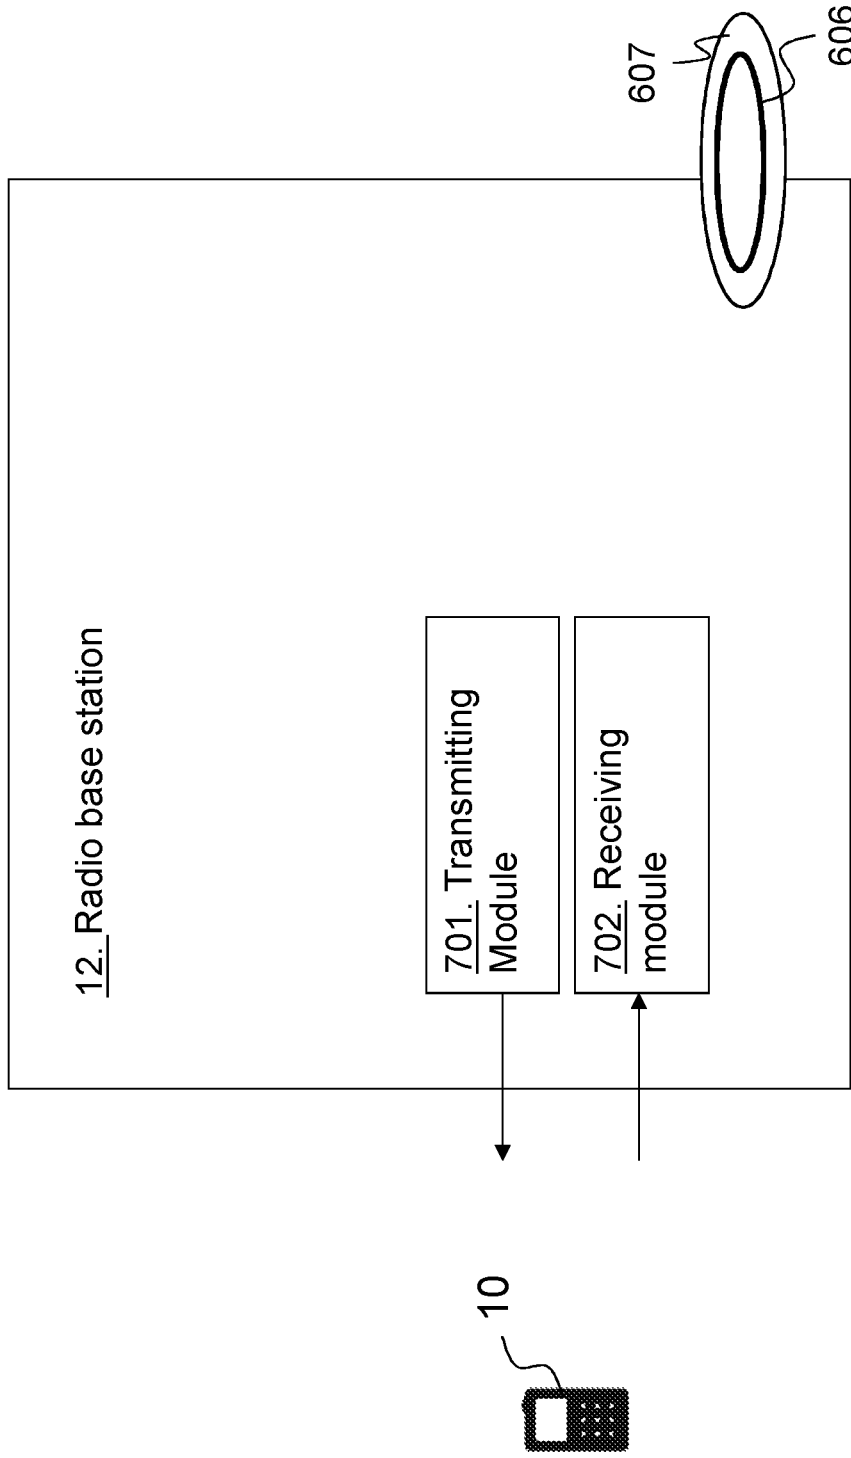 12. Radio base station
701. Transmitting
Module
702. Receiving
module
10
607
606